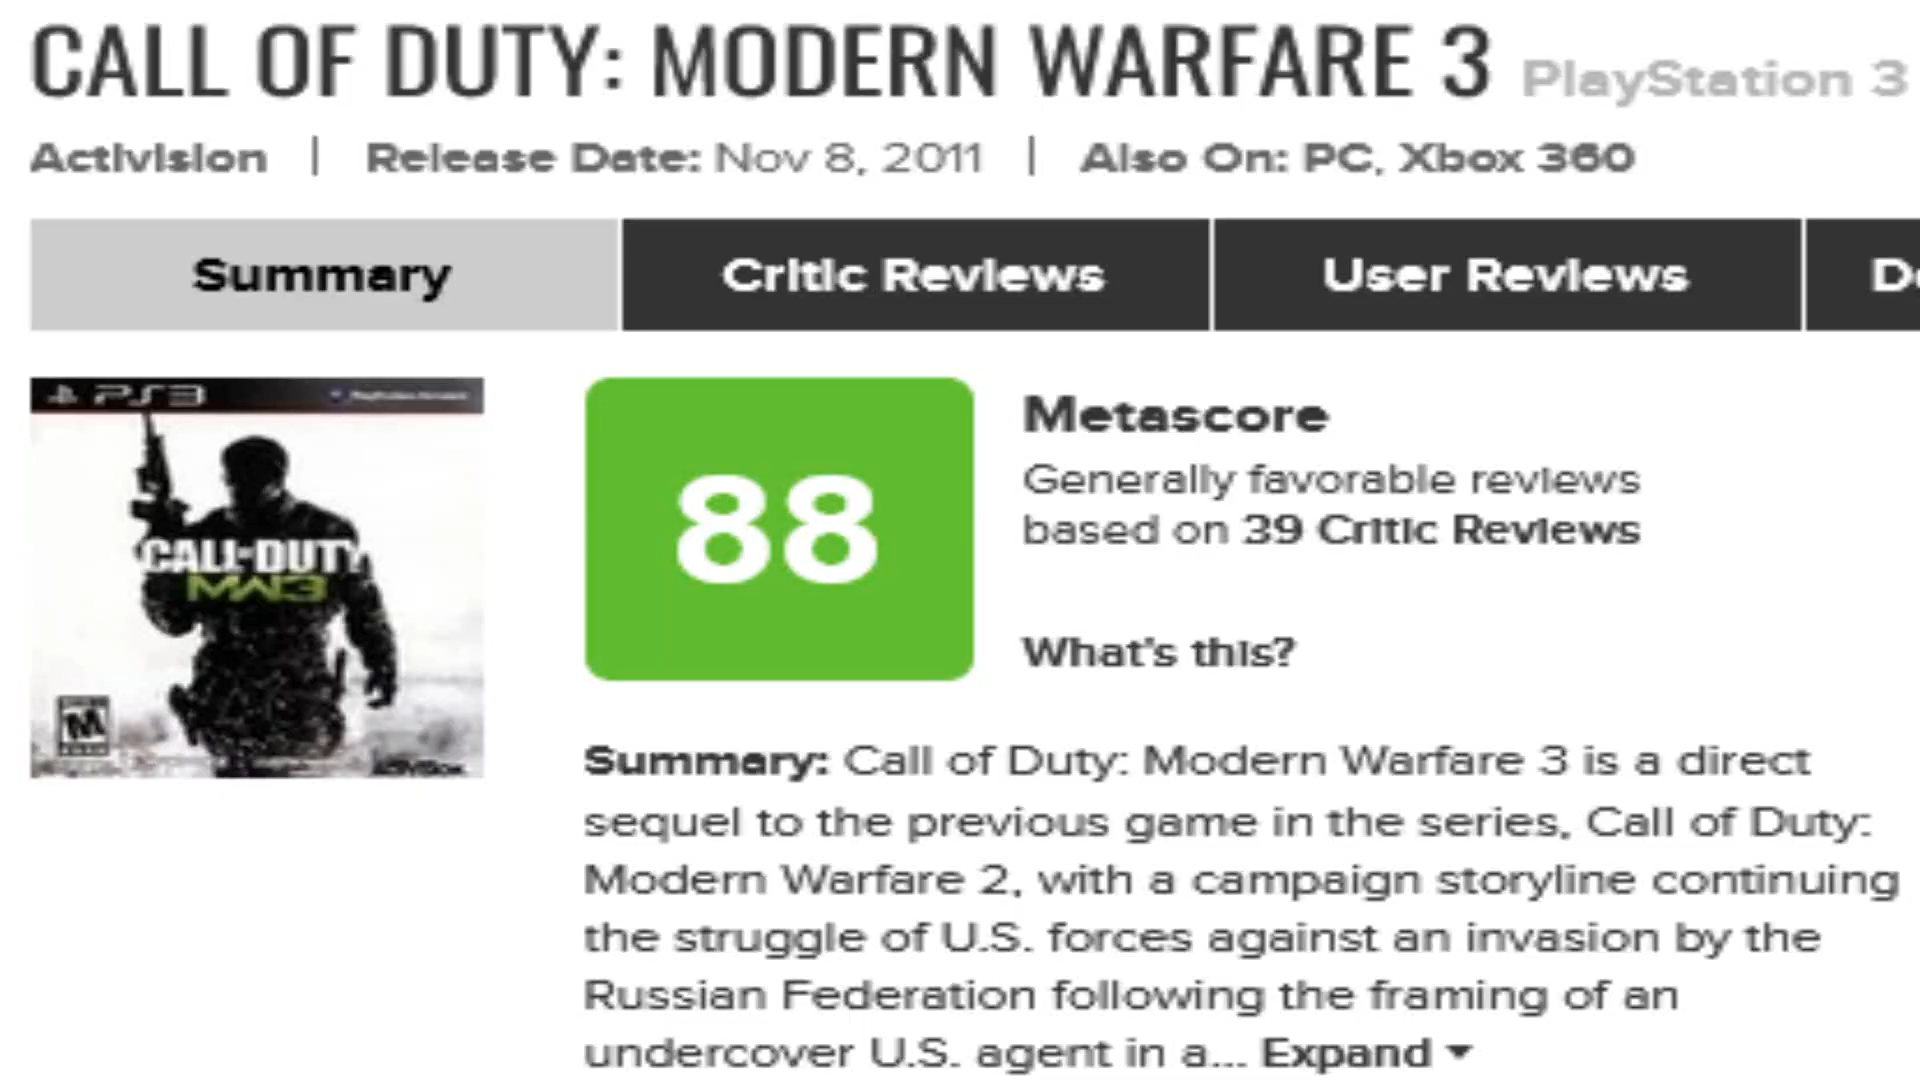 CALL OF DUTY: MODERN WARFARE 3 PlayStation 3
Activision | Release Date: Nov 8, 2011 | Also On: PC, Xbox 360
Summary Critic Reviews User Reviews
PS3
CALL OF DUTY
MW3
M
ACTIVISION
88
Metascore
Generally favorable reviews
based on 39 Critic Reviews
What's this?
Summary: Call of Duty: Modern Warfare 3 is a direct
sequel to the previous game in the series, Call of Duty:
Modern Warfare 2, with a campaign storyline continuing
the struggle of U.S. forces against an invasion by the
Russian Federation following the framing of an
undercover U.S. agent in a... Expand